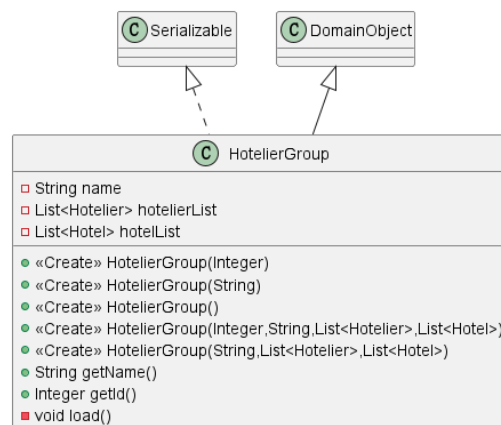 C Serializable
C DomainObject
C HotelierGroup
String name
List<Hotelier> hotelierList
List<Hotel> hotelList
«Create» HotelierGroup(Integer)
«Create» HotelierGroup(String)
«Create» HotelierGroup()
«Create» HotelierGroup(Integer,String,List<Hotelier>,List<Hotel>)
«Create» HotelierGroup(String,List<Hotelier>,List<Hotel>)
String getName()
Integer getId()
void load()